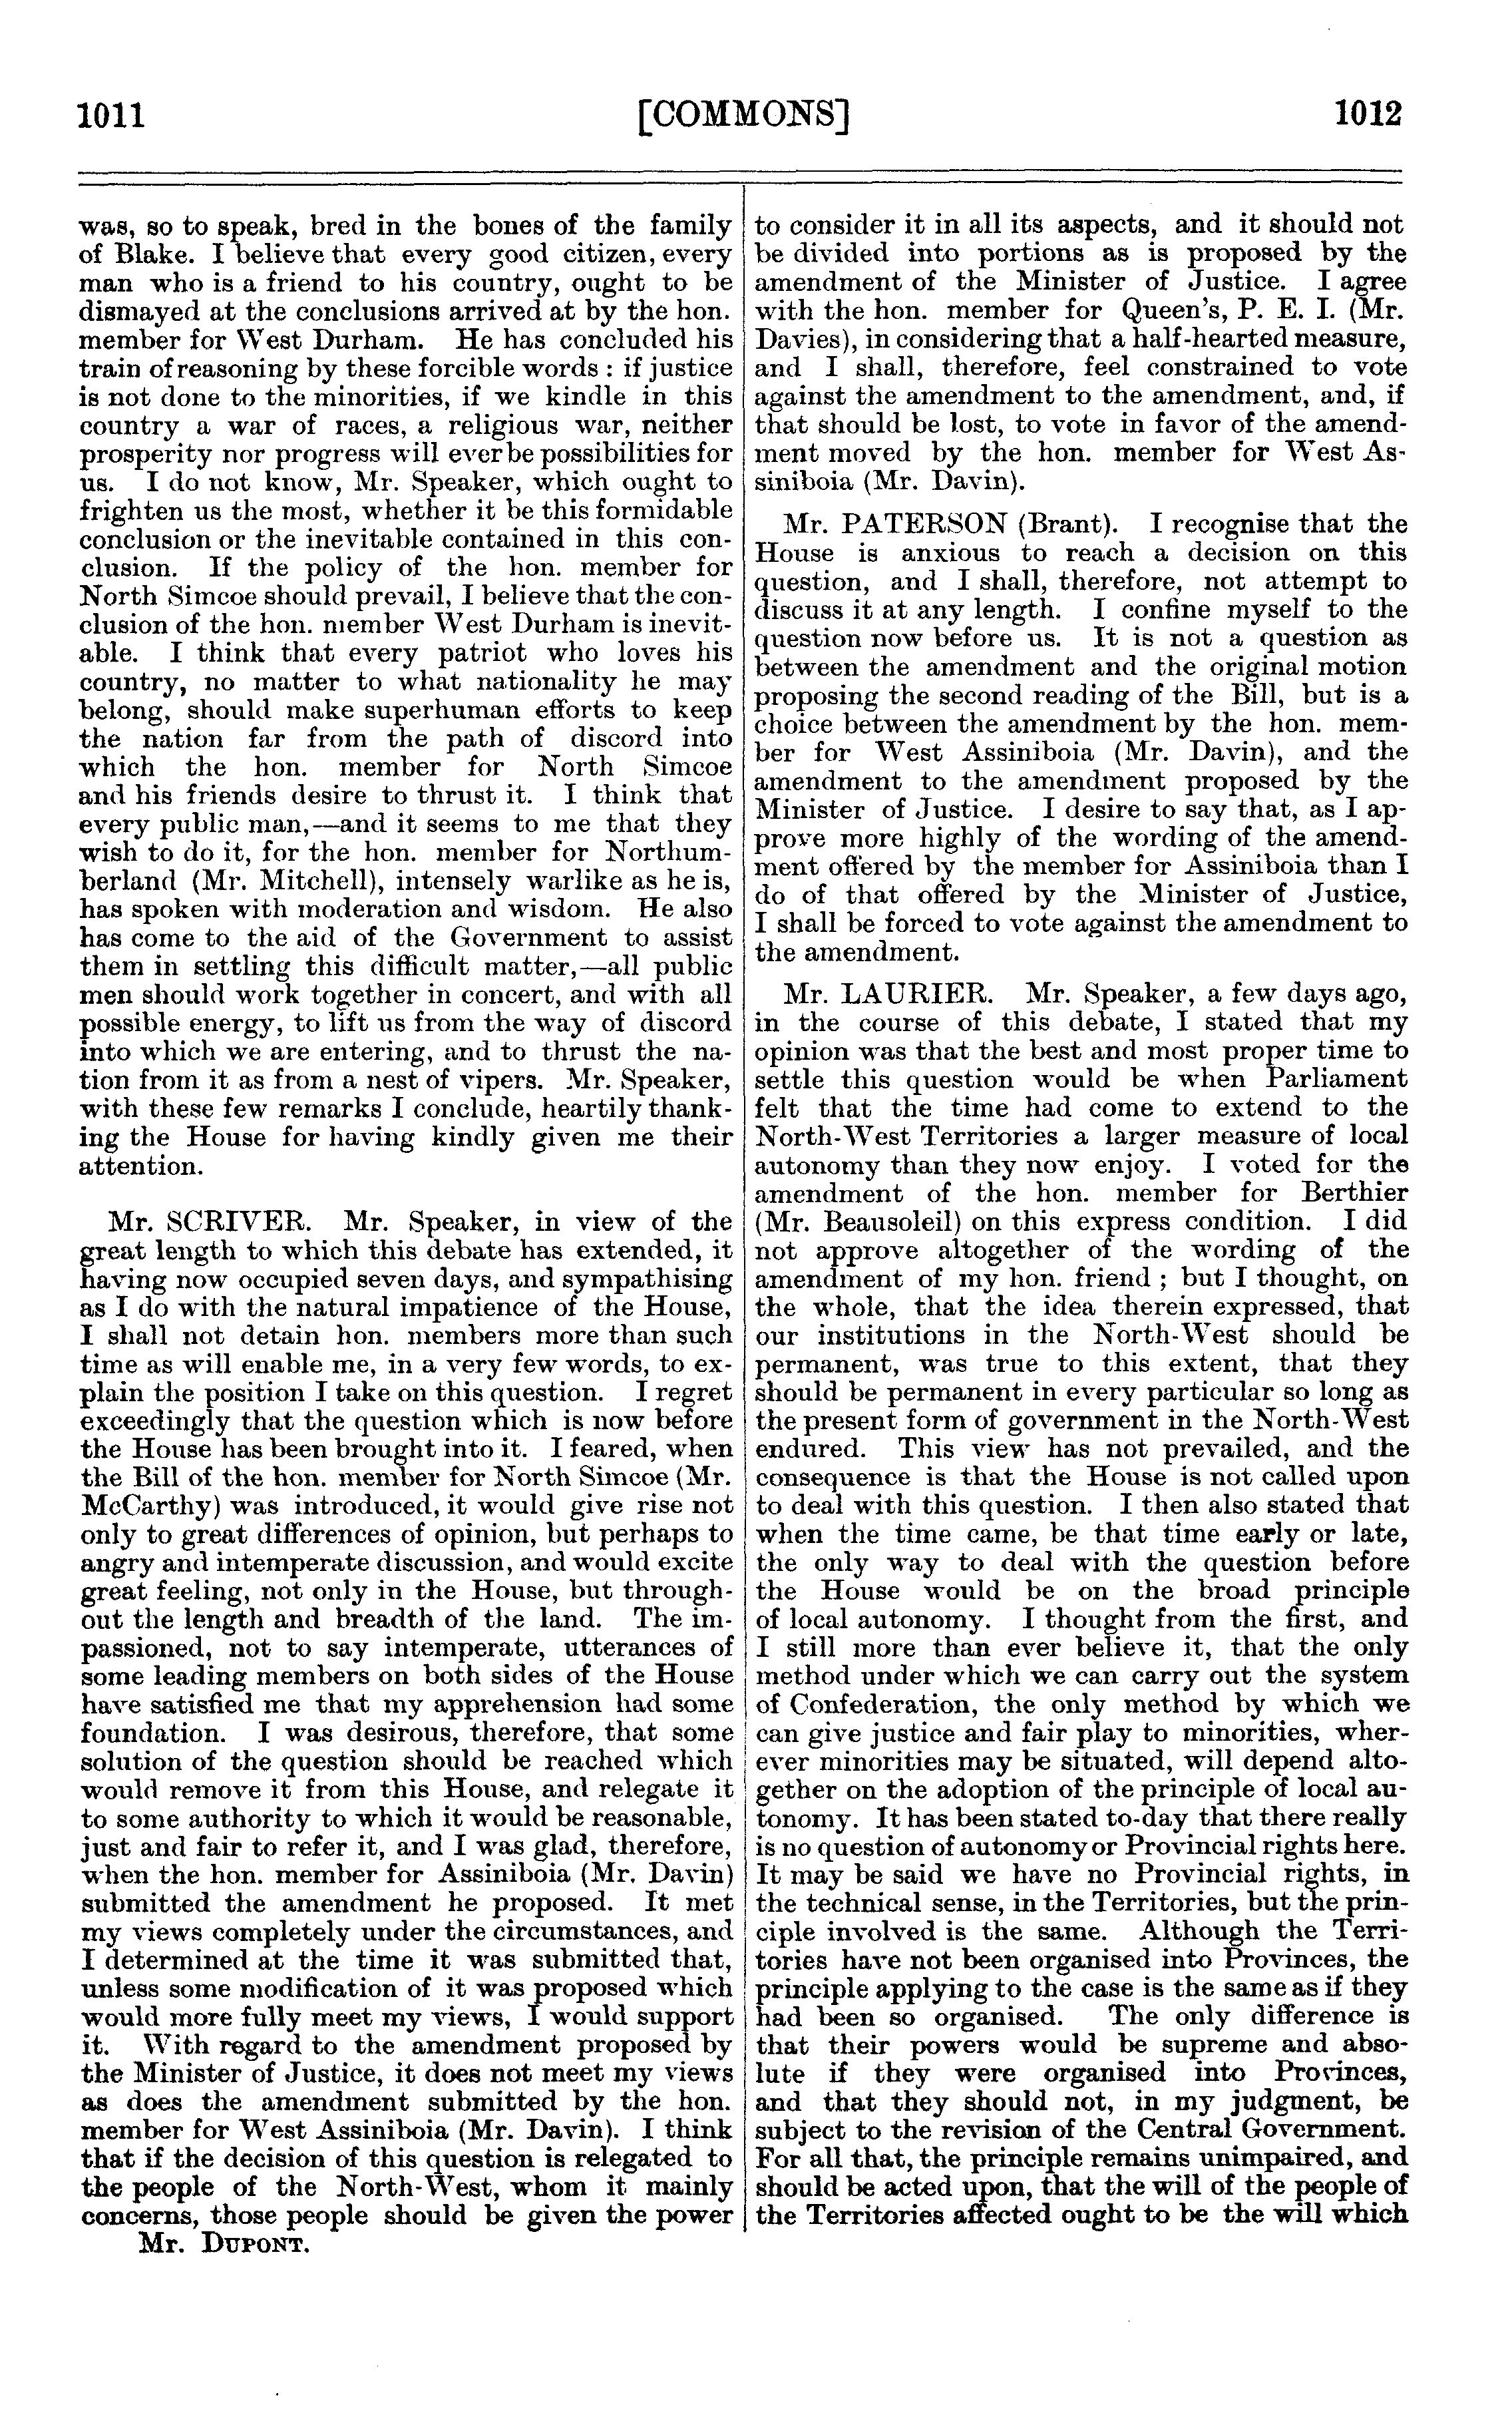 1011 [COMMONS] 1012
was, so to speak, bred in the bones of the family
of Blake. I believe that every good citizen, every
man who is a friend to his country, ought to be
dismayed at the conclusions arrived at by the hon.
member for West Durham. He has concluded his
train of reasoning by these forcible words : if justice
is not done to the minorities, if we kindle in this
country a war of races, a religious war, neither
prosperity nor progress will ever be possibilities for
us. I do not know, Mr. Speaker, which ought to
frighten us the most, whether it be this formidable
conclusion or the inevitable contained in this con-
clusion. If the policy of the hon. member for
North Simcoe should prevail, I believe that the con-
clusion of the hon. member West Durham is inevit-
able. I think that every patriot who loves his
country, no matter to what nationality he may
belong, should make superhuman efforts to keep
the nation far from the path of discord into
which the hon. member for North Simcoe
and his friends desire to thrust it. I think that
every public man,—and it seems to me that they
wish to do it, for the hon. member for Northum-
berland (Mr. Mitchell), intensely warlike as he is,
has spoken with moderation and wisdom. He also
has come to the aid of the Government to assist
them in settling this difficult matter,—all public
men should work together in concert, and with all
possible energy, to lift us from the way of discord
into which we are entering, and to thrust the na-
tion from it as from a nest of vipers. Mr. Speaker,
with these few remarks I conclude, heartily thank-
ing the House for having kindly given me their
attention.
Mr. SCRIVER. Mr. Speaker, in view of the
great length to which this debate has extended, it
having now occupied seven days, and sympathising
as I do with the natural impatience of the House,
I shall not detain hon. members more than such
time as will enable me, in a very few words, to ex-
plain the position I take on this question. I regret
exceedingly that the question which is now before
the House has been brought into it. I feared, when
the Bill of the hon. member for North Simcoe (Mr.
McCarthy) was introduced, it would give rise not
only to great differences of opinion, but perhaps to
angry and intemperate discussion, and would excite
great feeling, not only in the House, but through-
out the length and breadth of the land. The im-
passioned, not to say intemperate, utterances of
some leading members on both sides of the House
have satisfied me that my apprehension had some
foundation. I was desirous, therefore, that some
solution of the question should be reached which
would remove it from this House, and relegate it
to some authority to which it would be reasonable,
just and fair to refer it, and I was glad, therefore,
when the hon. member for Assiniboia (Mr. Davin)
submitted the amendment he proposed. It met
my views completely under the circumstances, and
I determined at the time it was submitted that,
unless some modification of it was proposed which
would more fully meet my views, I would support
it. With regard to the amendment proposed by
the Minister of Justice, it does not meet my views
as does the amendment submitted by the hon.
member for West Assiniboia (Mr. Davin). I think
that if the decision of this question is relegated to
the people of the North-West, whom it mainly
concerns, those people should be given the power
Mr. DUPONT.
to consider it in all its aspects, and it should not
be divided into portions as is proposed by the
amendment of the Minister of Justice. I agree
with the hon. member for Queen's, P. E. I. (Mr.
Davies), in considering that a half-hearted measure,
and I shall, therefore, feel constrained to vote
against the amendment to the amendment, and, if
that should be lost, to vote in favor of the amend-
ment moved by the hon. member for West As-
siniboia (Mr. Davin).
Mr. PATERSON (Brant). I recognise that the
House is anxious to reach a decision on this
question, and I shall, therefore, not attempt to
discuss it at any length. I confine myself to the
question now before us. It is not a question as
between the amendment and the original motion
proposing the second reading of the Bill, but is a
choice between the amendment by the hon. mem-
ber for West Assiniboia (Mr. Davin), and the
amendment to the amendment proposed by the
Minister of Justice. I desire to say that, as I ap-
prove more highly of the wording of the amend-
ment offered by the member for Assiniboia than I
do of that offered by the Minister of Justice,
I shall be forced to vote against the amendment to
the amendment.
Mr. LAURIER. Mr. Speaker, a few days ago,
in the course of this debate, I stated that my
opinion was that the best and most proper time to
settle this question would be when Parliament
felt that the time had come to extend to the
North-West Territories a larger measure of local
autonomy than they now enjoy. I voted for the
amendment of the hon. member for Berthier
(Mr. Beausoleil) on this express condition. I did
not approve altogether of the wording of the
amendment of my hon. friend ; but I thought, on
the whole, that the idea therein expressed, that
our institutions in the North-West should be
permanent, was true to this extent, that they
should be permanent in every particular so long as
the present form of government in the North-West
endured. This view has not prevailed, and the
consequence is that the House is not called upon
to deal with this question. I then also stated that
when the time came, be that time early or late,
the only way to deal with the question before
the House would be on the broad principle
of local autonomy. I thought from the first, and
I still more than ever believe it, that the only
method under which we can carry out the system
of Confederation, the only method by which we
can give justice and fair play to minorities, wher-
ever minorities may be situated, will depend alto-
gether on the adoption of the principle of local au-
tonomy. It has been stated to-day that there really
is no question of autonomy or Provincial rights here.
It may be said we have no Provincial rights, in
the technical sense, in the Territories, but the prin-
ciple involved is the same. Although the Terri-
tories have not been organised into Provinces, the
principle applying to the case is the same as if they
had been so organised. The only difference is
that their powers would be supreme and abso-
lute if they were organised into Provinces,
and that they should not, in my judgment, be
subject to the revision of the Central Government.
For all that, the principle remains unimpaired, and
should be acted upon, that the will of the people of
the Territories affected ought to be the will which